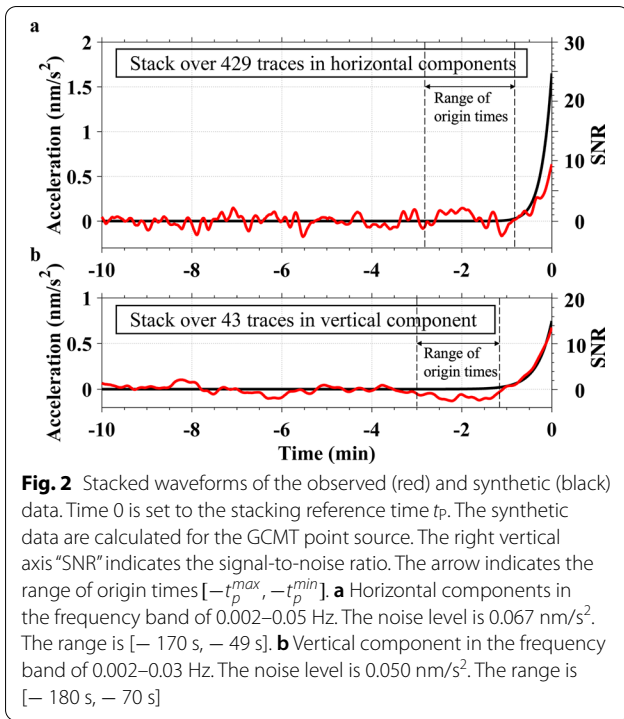 a
Stack over 429 traces in horizontal components
Range of
origin times
Acceleration (nm/s²)
2
1.5
1
0.5
0
SNR
30
20
10
0
-10 -8 -6 -4 -2 0
b
Stack over 43 traces in vertical component
Range of
origin times
Acceleration (nm/s²)
1
0.5
0
SNR
20
10
0
-10 -8 -6 -4 -2 0
Time (min)
Fig. 2 Stacked waveforms of the observed (red) and synthetic (black)
data. Time 0 is set to the stacking reference time tP. The synthetic
data are calculated for the GCMT point source. The right vertical
axis “SNR” indicates the signal-to-noise ratio. The arrow indicates the
range of origin times [−t_p^max, −t_p^min]. a Horizontal components in
the frequency band of 0.002–0.05 Hz. The noise level is 0.067 nm/s².
The range is [− 170 s, − 49 s]. b Vertical component in the frequency
band of 0.002–0.03 Hz. The noise level is 0.050 nm/s². The range is
[− 180 s, − 70 s]